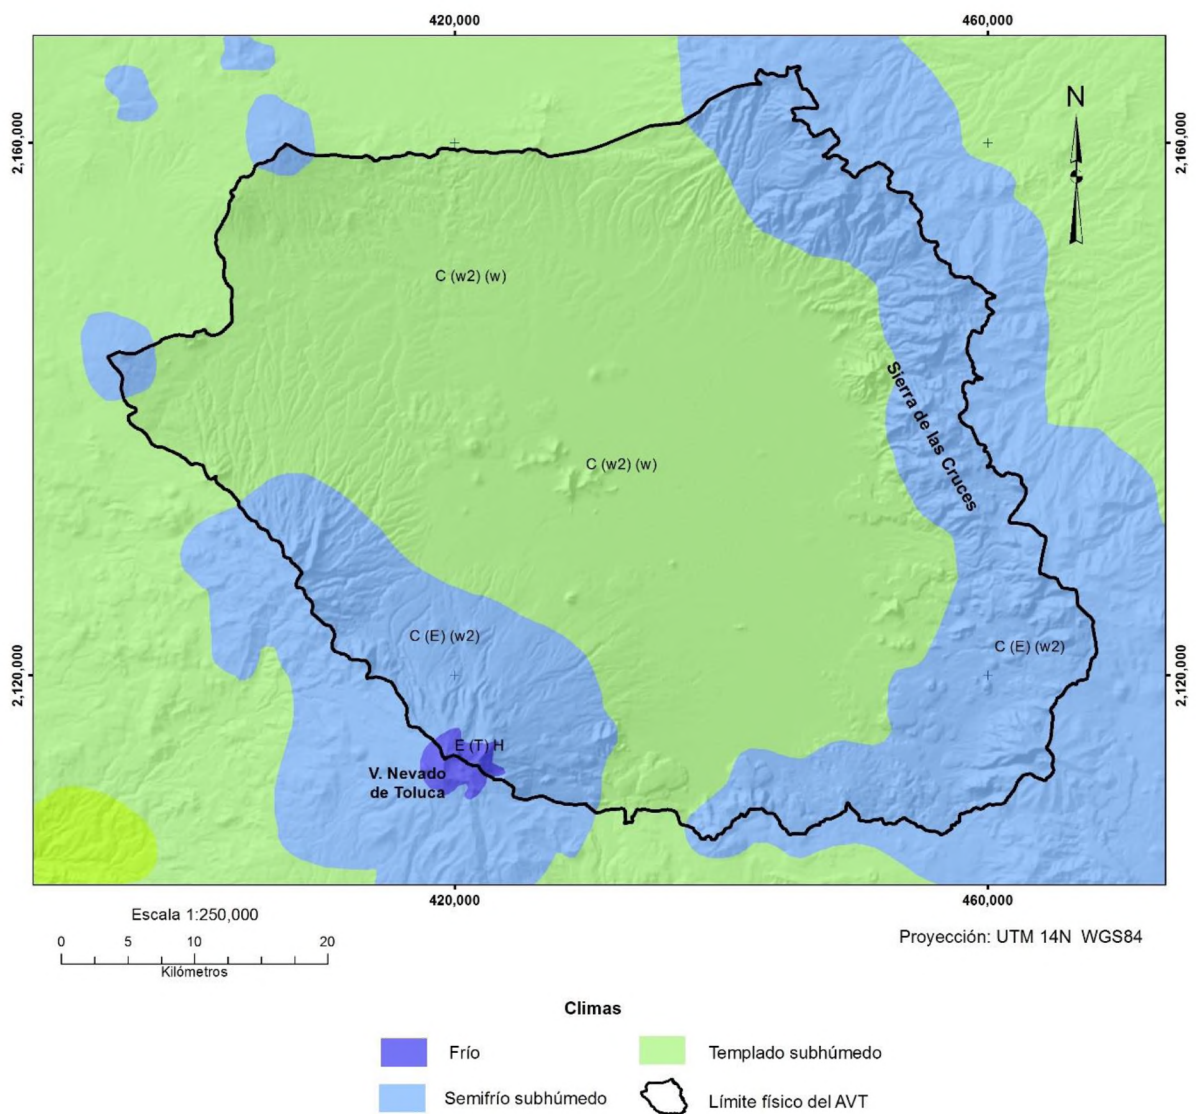 420,000
460,000
N
2,160,000
2,160,000
C (w2) (w)
Sierra de las Cruces
C (w2) (w)
C (E) (w2)
C (E) (w2)
2,120,000
2,120,000
E (T) H
V. Nevado
de Toluca
420,000
460,000
Escala 1:250,000
0 5 10 20
Kilómetros
Proyección: UTM 14N WGS84
Climas
Frío
Templado subhúmedo
Semifrío subhúmedo
Límite físico del AVT